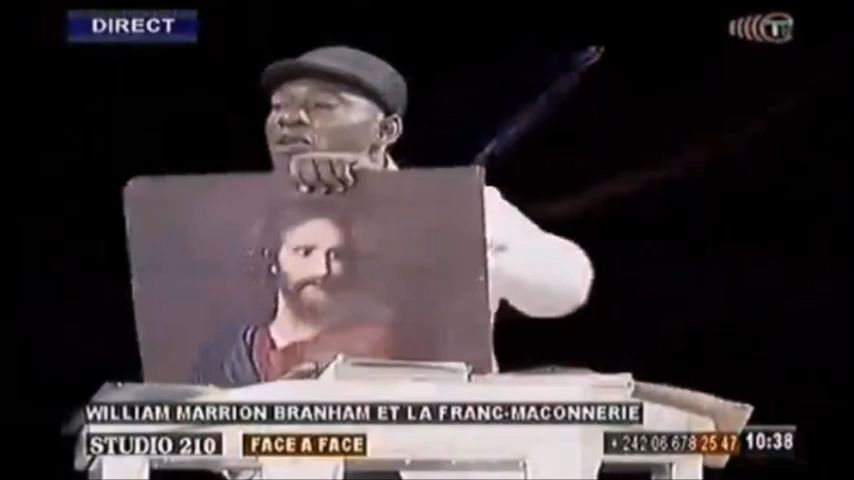 DIRECT
WILLIAM MARRION BRANHAM ET LA FRANC-MACONNERIE
STUDIO 210 FACE A FACE + 242 06 678 25 47 10:38